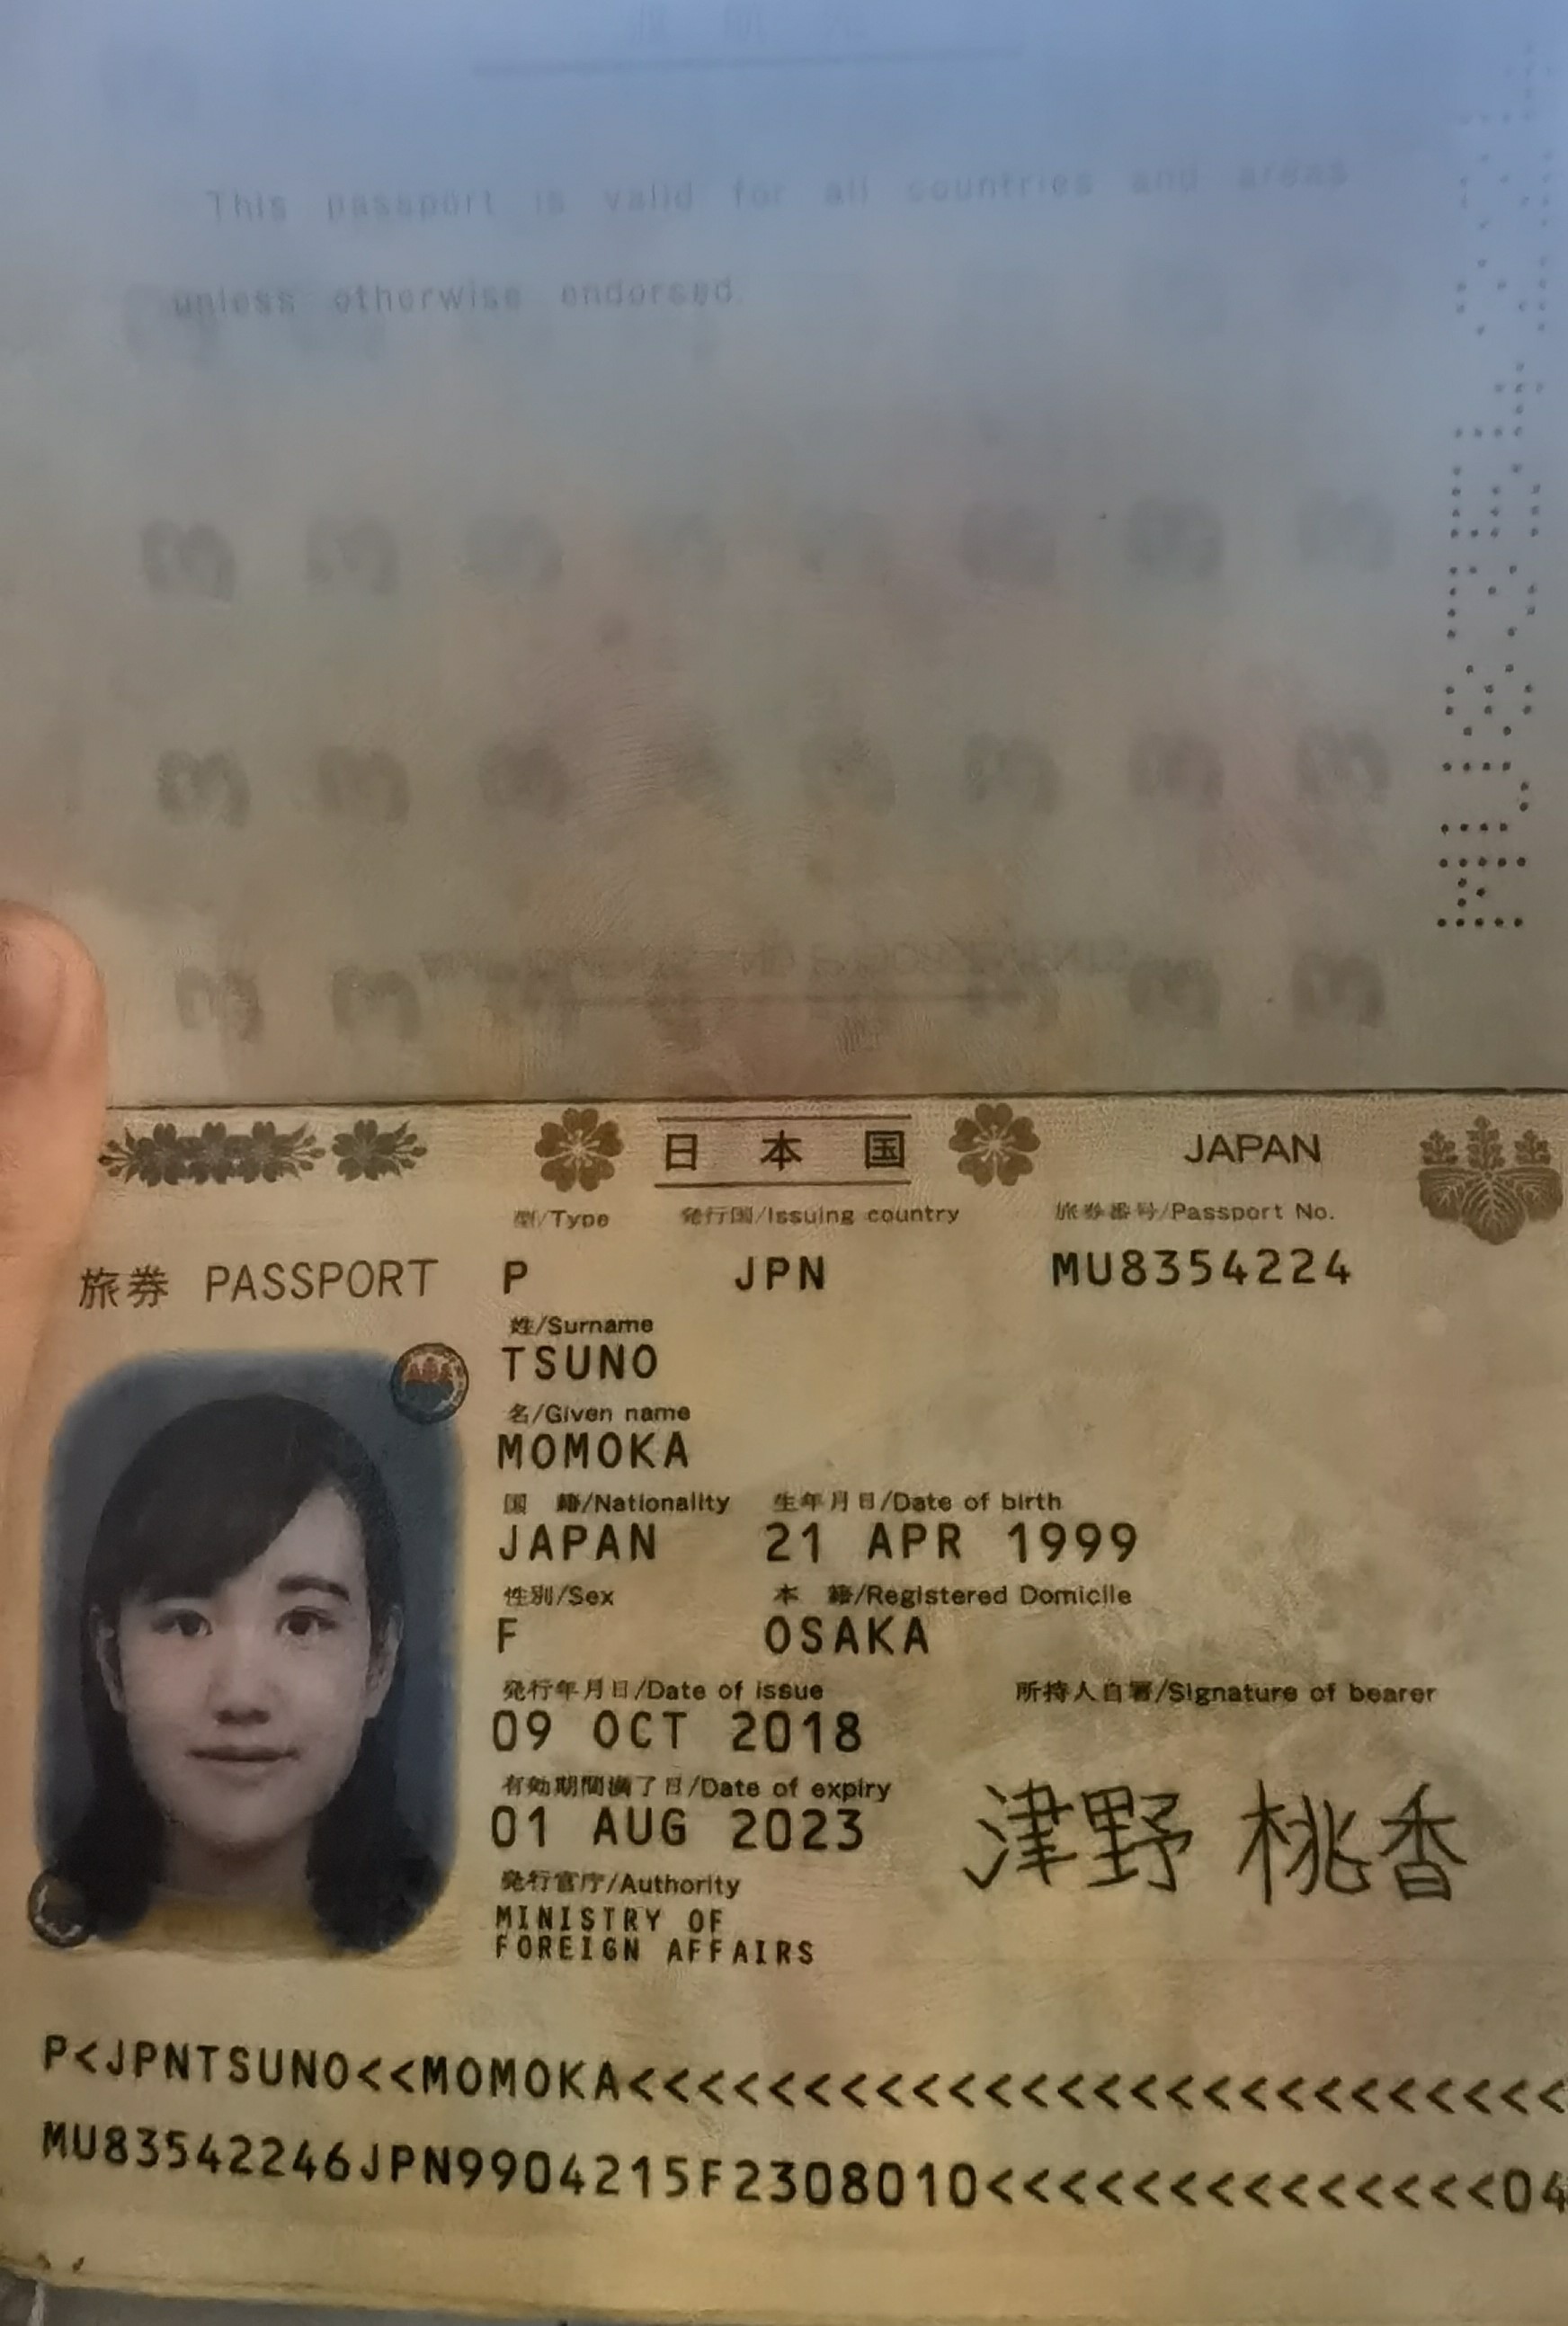 This passport is valid for all countries and areas
unless otherwise endorsed.
日本国 JAPAN
型/Type 発行国/Issuing country 旅券番号/Passport No.
旅券 PASSPORT P JPN MU8354224
姓/Surname
TSUNO
名/Given name
MOMOKA
国 籍/Nationality 生年月日/Date of birth
JAPAN 21 APR 1999
性別/Sex 本 籍/Registered Domicile
F OSAKA
発行年月日/Date of issue 所持人自署/Signature of bearer
09 OCT 2018
有効期間満了日/Date of expiry
01 AUG 2023 津野 桃香
発行官庁/Authority
MINISTRY OF
FOREIGN AFFAIRS
P<JPNTSUNO<<MOMOKA<<<<<<<<<<<<<<<<<<<<<<<<<<
MU83542246JPN9904215F2308010<<<<<<<<<<<<<<04